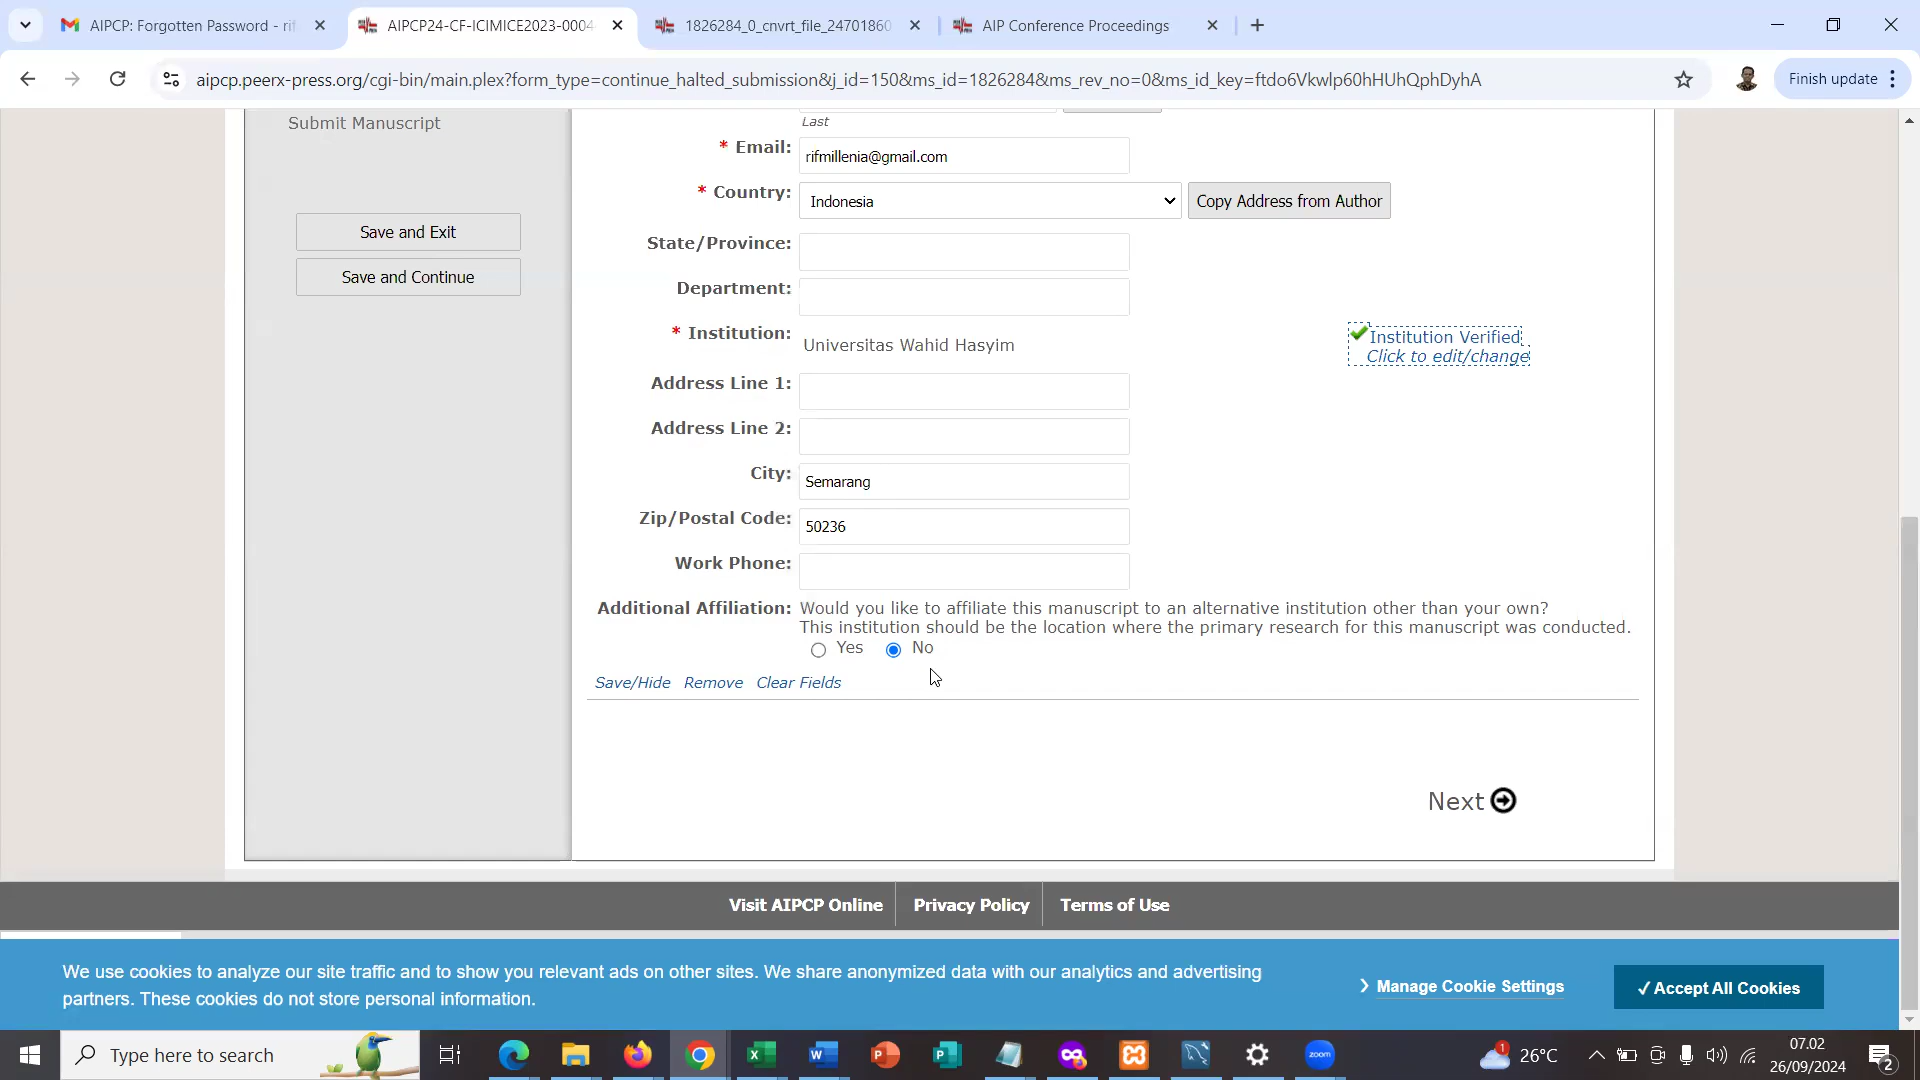 AIPCP: Forgotten Password - rif
AIPCP24-CF-ICIMICE2023-0004
1826284_0_cnvrt_file_24701860
AIP Conference Proceedings
aipcp.peerx-press.org/cgi-bin/main.plex?form_type=continue_halted_submission&j_id=150&ms_id=1826284&ms_rev_no=0&ms_id_key=ftdo6Vkwlp60hHUhQphDyhA
Finish update
Submit Manuscript
Save and Exit
Save and Continue
Last
* Email: rifmillenia@gmail.com
* Country: Indonesia Copy Address from Author
State/Province:
Department:
* Institution: Universitas Wahid Hasyim
Institution Verified
Click to edit/change
Address Line 1:
Address Line 2:
City: Semarang
Zip/Postal Code: 50236
Work Phone:
Additional Affiliation: Would you like to affiliate this manuscript to an alternative institution other than your own?
This institution should be the location where the primary research for this manuscript was conducted.
Yes No
Save/Hide Remove Clear Fields
Next
Visit AIPCP Online Privacy Policy Terms of Use
We use cookies to analyze our site traffic and to show you relevant ads on other sites. We share anonymized data with our analytics and advertising
partners. These cookies do not store personal information.
Manage Cookie Settings
Accept All Cookies
Type here to search
zoom
1
26°C
07.02
26/09/2024
2